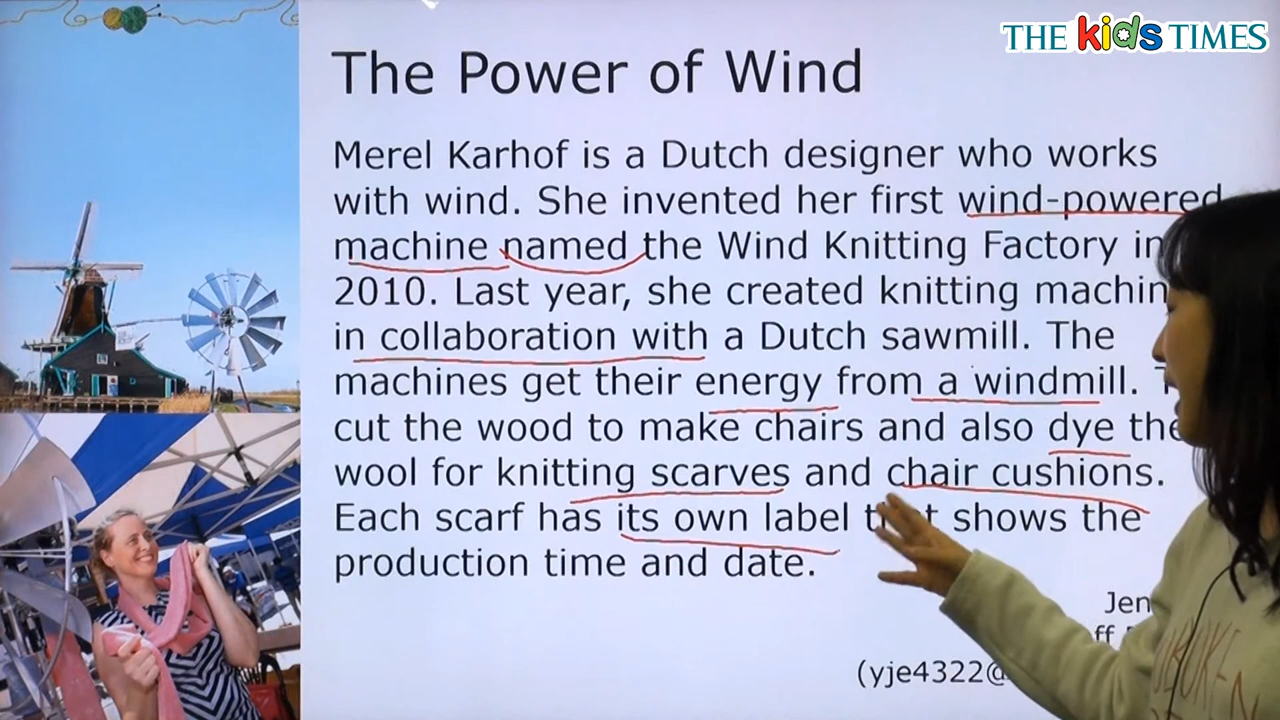 THE kids TIMES
The Power of Wind
Merel Karhof is a Dutch designer who works
with wind. She invented her first wind-powered
machine named the Wind Knitting Factory in
2010. Last year, she created knitting machin
in collaboration with a Dutch sawmill. The
machines get their energy from a windmill. T
cut the wood to make chairs and also dye the
wool for knitting scarves and chair cushions.
Each scarf has its own label that shows the
production time and date.
Jen
ff
(yje4322@